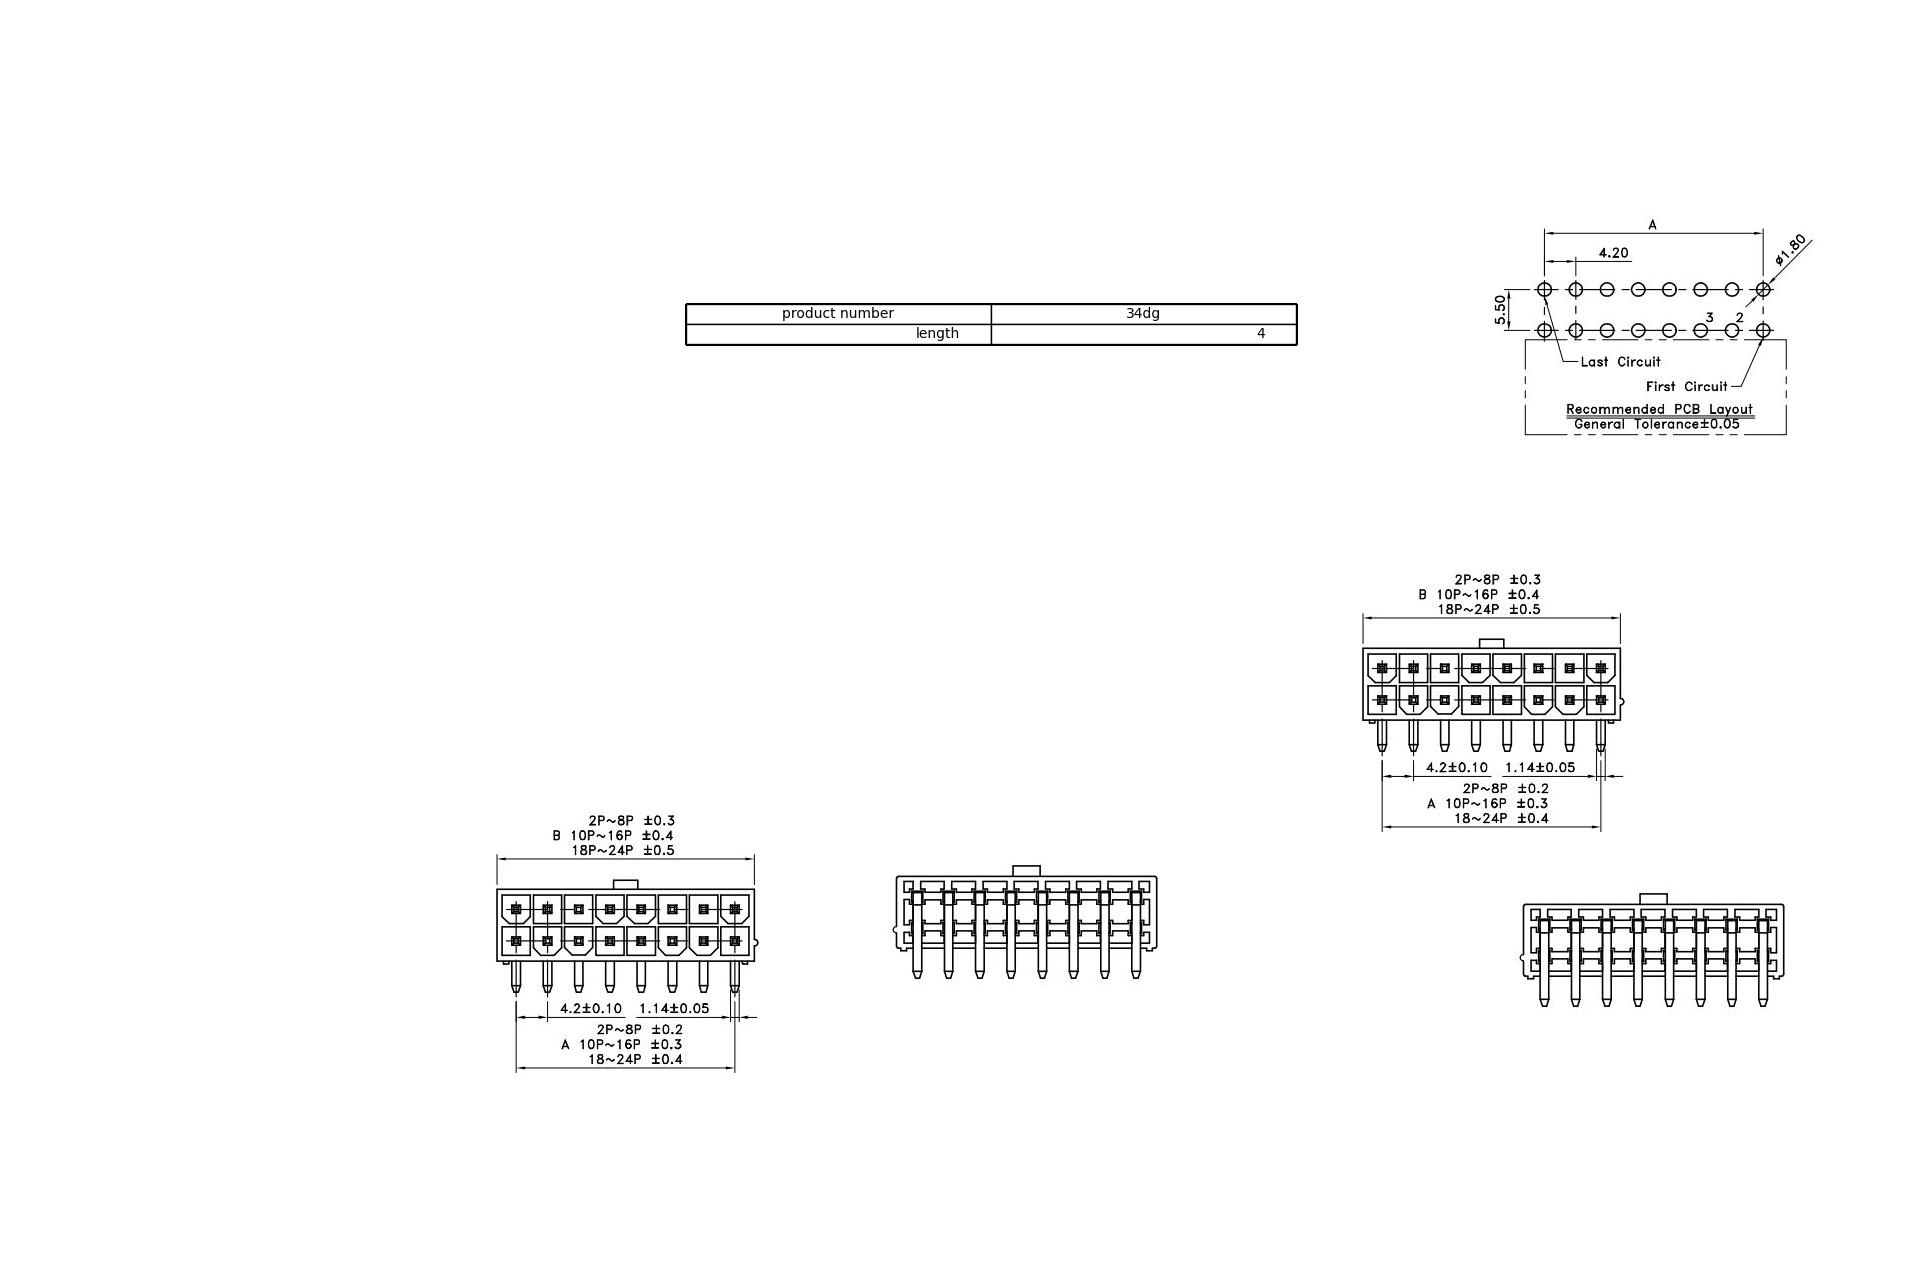 A
4.20
ø1.80
5.50
3 2
Last Circuit
First Circuit
Recommended PCB Layout
General Tolerance±0.05
product number 34dg
length 4
2P~8P ±0.3
B 10P~16P ±0.4
18P~24P ±0.5
4.2±0.10 1.14±0.05
2P~8P ±0.2
A 10P~16P ±0.3
18~24P ±0.4
2P~8P ±0.3
B 10P~16P ±0.4
18P~24P ±0.5
4.2±0.10 1.14±0.05
2P~8P ±0.2
A 10P~16P ±0.3
18~24P ±0.4